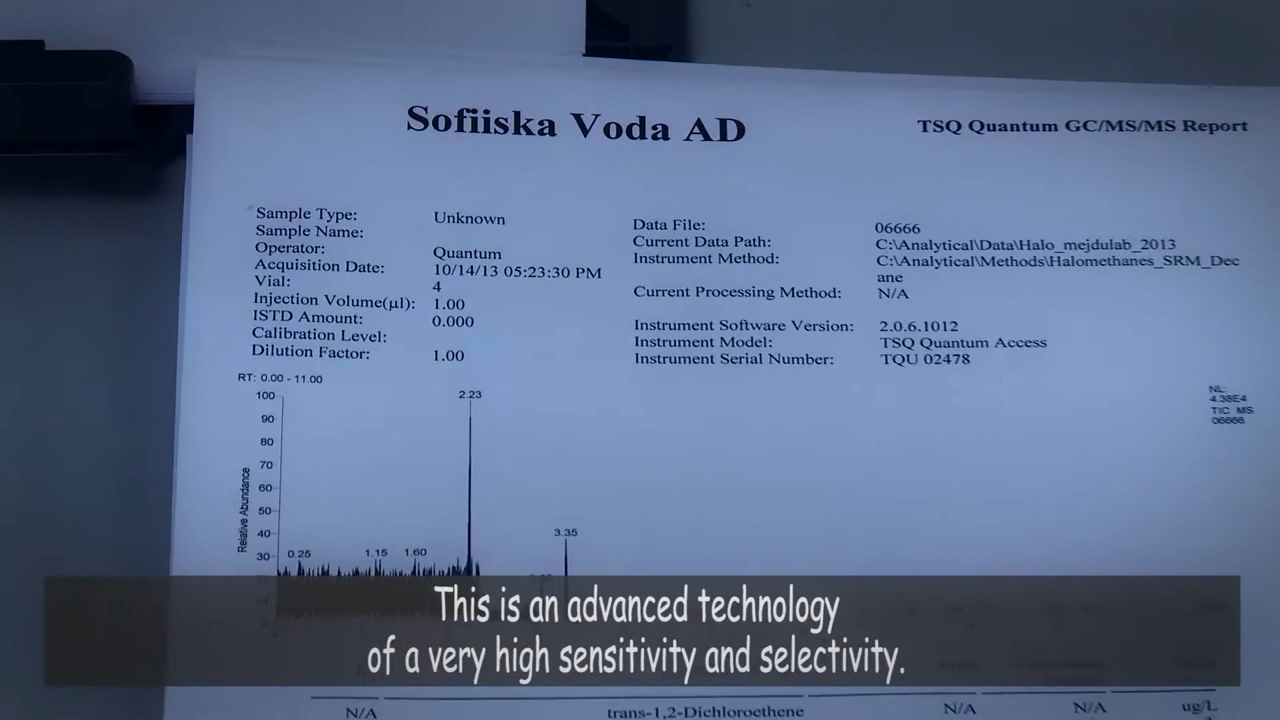 Sofiiska Voda AD
TSQ Quantum GC/MS/MS Report
Sample Type: Unknown
Sample Name:
Operator: Quantum
Acquisition Date: 10/14/13 05:23:30 PM
Vial: 4
Injection Volume(µl): 1.00
ISTD Amount: 0.000
Calibration Level:
Dilution Factor: 1.00
Data File: 06666
Current Data Path: C:\Analytical\Data\Halo_mejdulab_2013
Instrument Method: C:\Analytical\Methods\Halomethanes_SRM_Dec
ane
Current Processing Method: N/A
Instrument Software Version: 2.0.6.1012
Instrument Model: TSQ Quantum Access
Instrument Serial Number: TQU 02478
RT: 0.00 - 11.00
NL:
4.38E4
TIC MS
06666
100
90
80
70
60
50
40
30
Relative Abundance
2.23
3.35
0.25
1.15
1.60
This is an advanced technology
of a very high sensitivity and selectivity.
N/A trans-1,2-Dichloroethene N/A N/A ug/L